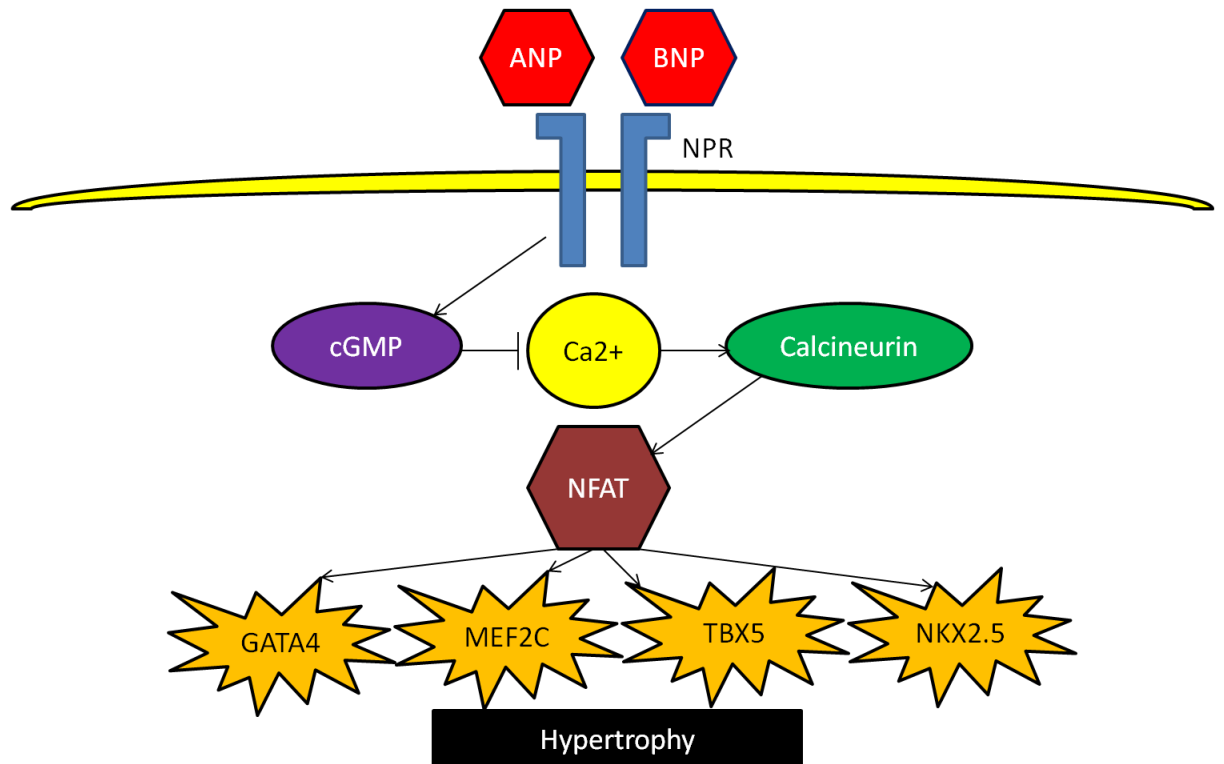 ANP
BNP
NPR
cGMP
Ca2+
Calcineurin
NFAT
GATA4
MEF2C
TBX5
NKX2.5
Hypertrophy